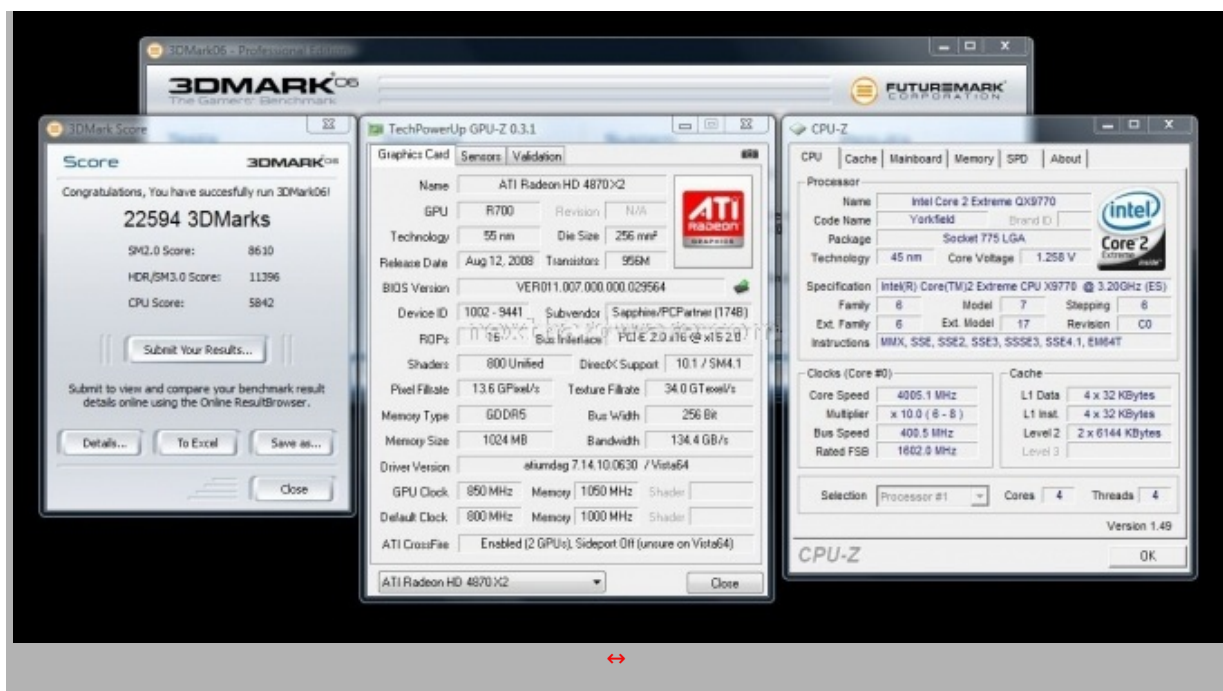 3DMark06 - Professional Edition
3DMARK06
The Gamers' Benchmark
FUTUREMARK
CORPORATION
3DMark Score
Score
3DMARK06
Congratulations, You have succesfully run 3DMark06!
22594 3DMarks
SM2.0 Score: 8610
HDR/SM3.0 Score: 11396
CPU Score: 5842
Submit Your Results...
Submit to view and compare your benchmark result
details online using the Online ResultBrowser.
Details... To Excel Save as...
Close
TechPowerUp GPU-Z 0.3.1
Graphics Card Sensors Validation
Name ATI Radeon HD 4870 X2
GPU R700 Revision N/A
Technology 55 nm Die Size 256 mm²
Release Date Aug 12, 2008 Transistors 956M
BIOS Version VER011.007.000.000.029564
Device ID 1002 - 9441 Subvendor Sapphire/PCPartner (174B)
ROPs 16 Bus Interface PCI-E 2.0 x16 @ x16 2.0
Shaders 800 Unified DirectX Support 10.1 / SM4.1
Pixel Fillrate 13.6 GPixel/s Texture Fillrate 34.0 GTexel/s
Memory Type GDDR5 Bus Width 256 Bit
Memory Size 1024 MB Bandwidth 134.4 GB/s
Driver Version atiumdag 7.14.10.0630 / Vista64
GPU Clock 850 MHz Memory 1050 MHz Shader
Default Clock 800 MHz Memory 1000 MHz Shader
ATI CrossFire Enabled (2 GPUs), Sideport Off (unsure on Vista64)
ATI Radeon HD 4870 X2 Close
ATI
RADEON
GRAPHICS
CPU-Z
CPU Cache Mainboard Memory SPD About
Processor
Name Intel Core 2 Extreme QX9770
Code Name Yorkfield Brand ID
Package Socket 775 LGA
Technology 45 nm Core Voltage 1.258 V
intel
Core 2
Extreme
inside
Specification Intel(R) Core(TM)2 Extreme CPU X9770 @ 3.20GHz (ES)
Family 6 Model 7 Stepping 6
Ext. Family 6 Ext. Model 17 Revision C0
Instructions MMX, SSE, SSE2, SSE3, SSSE3, SSE4.1, EM64T
Clocks (Core #0)
Core Speed 4005.1 MHz
Multiplier x 10.0 ( 6 - 8 )
Bus Speed 400.5 MHz
Rated FSB 1602.0 MHz
Cache
L1 Data 4 x 32 KBytes
L1 Inst. 4 x 32 KBytes
Level 2 2 x 6144 KBytes
Level 3
Selection Processor #1 Cores 4 Threads 4
Version 1.49
CPU-Z OK